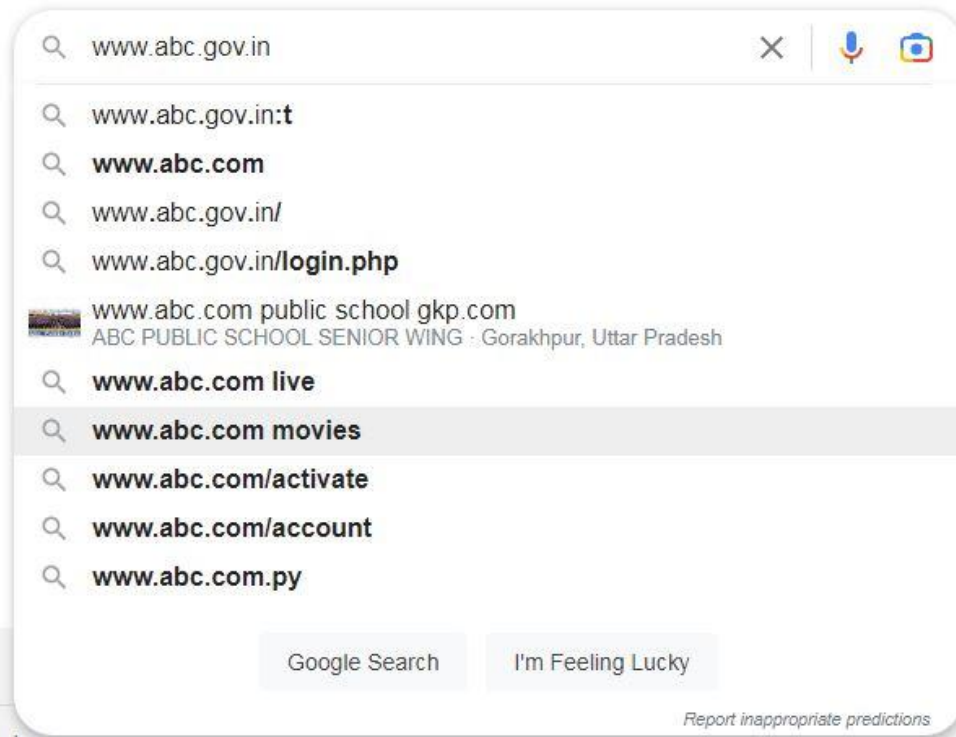 www.abc.gov.in
www.abc.gov.in:t
www.abc.com
www.abc.gov.in/
www.abc.gov.in/login.php
www.abc.com public school gkp.com
ABC PUBLIC SCHOOL SENIOR WING · Gorakhpur, Uttar Pradesh
www.abc.com live
www.abc.com movies
www.abc.com/activate
www.abc.com/account
www.abc.com.py
Google Search I'm Feeling Lucky
Report inappropriate predictions